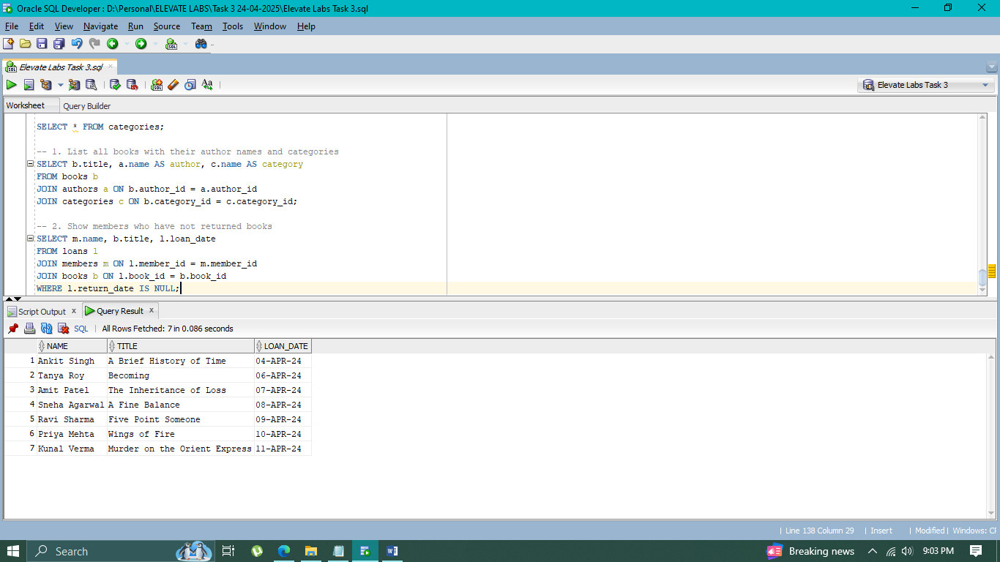 Oracle SQL Developer : D:\Personal\ELEVATE LABS\Task 3 24-04-2025\Elevate Labs Task 3.sql
File Edit View Navigate Run Source Team Tools Window Help
Elevate Labs Task 3.sql
Elevate Labs Task 3
Worksheet Query Builder
SELECT * FROM categories;
-- 1. List all books with their author names and categories
SELECT b.title, a.name AS author, c.name AS category
FROM books b
JOIN authors a ON b.author_id = a.author_id
JOIN categories c ON b.category_id = c.category_id;
-- 2. Show members who have not returned books
SELECT m.name, b.title, l.loan_date
FROM loans l
JOIN members m ON l.member_id = m.member_id
JOIN books b ON l.book_id = b.book_id
WHERE l.return_date IS NULL;
Script Output x Query Result x
SQL | All Rows Fetched: 7 in 0.086 seconds
NAME TITLE LOAN_DATE
1 Ankit Singh A Brief History of Time 04-APR-24
2 Tanya Roy Becoming 06-APR-24
3 Amit Patel The Inheritance of Loss 07-APR-24
4 Sneha Agarwal A Fine Balance 08-APR-24
5 Ravi Sharma Five Point Someone 09-APR-24
6 Priya Mehta Wings of Fire 10-APR-24
7 Kunal Verma Murder on the Orient Express 11-APR-24
| Line 138 Column 29 | Insert | Modified | Windows: CF
Search Breaking news 9:03 PM